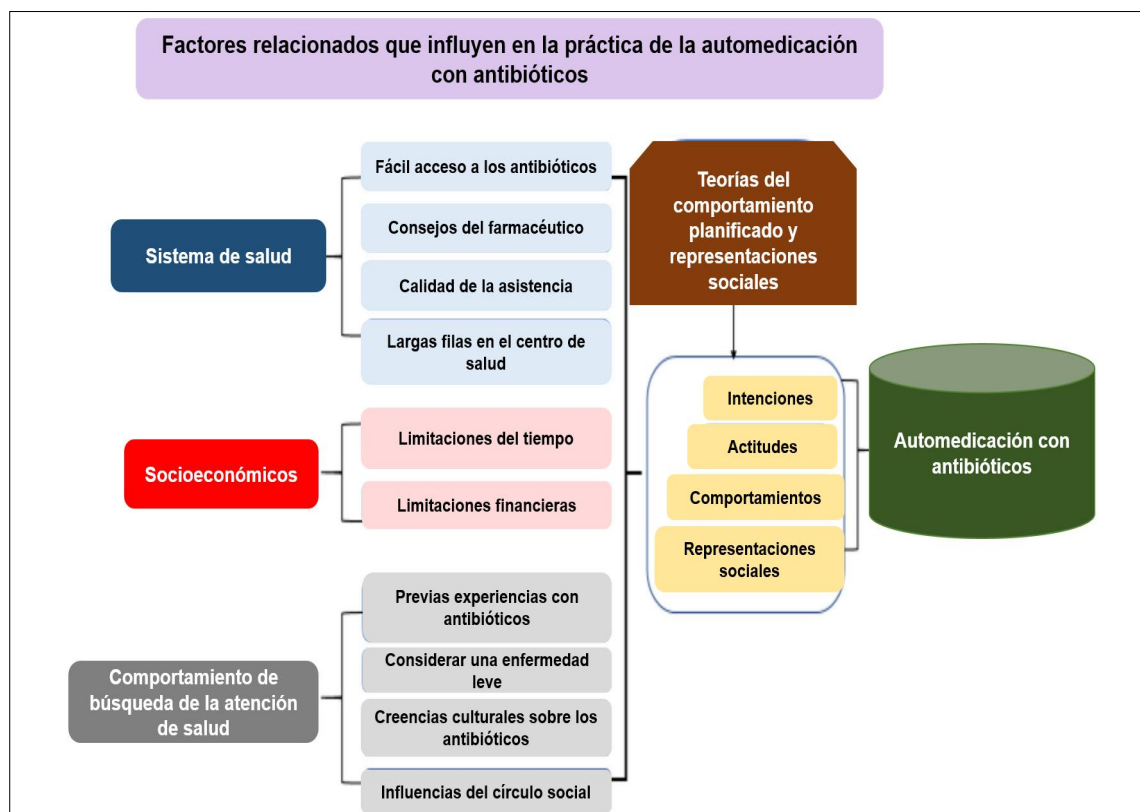 Factores relacionados que influyen en la práctica de la automedicación
con antibióticos
Sistema de salud
Fácil acceso a los antibióticos
Consejos del farmacéutico
Calidad de la asistencia
Largas filas en el centro de
salud
Socioeconómicos
Limitaciones del tiempo
Limitaciones financieras
Comportamiento de
búsqueda de la atención
de salud
Previas experiencias con
antibióticos
Considerar una enfermedad
leve
Creencias culturales sobre los
antibióticos
Influencias del círculo social
Teorías del
comportamiento
planificado y
representaciones
sociales
Intenciones
Actitudes
Comportamientos
Representaciones
sociales
Automedicación con
antibióticos